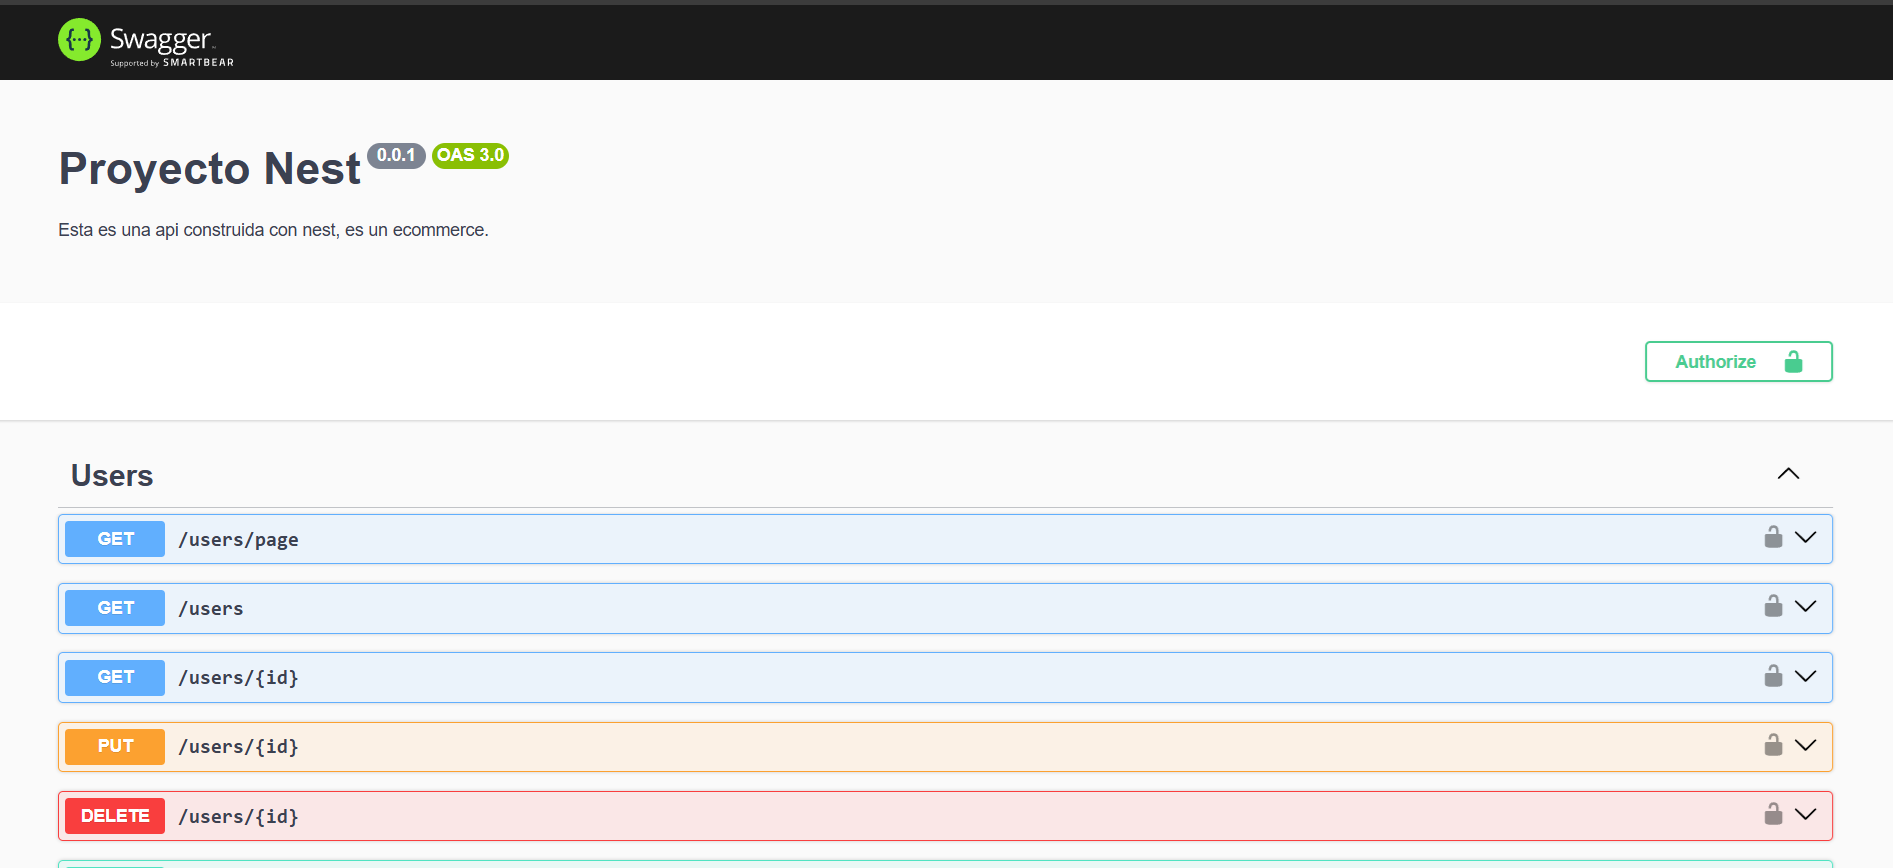 {···} Swagger
Supported by SMARTBEAR
Proyecto Nest 0.0.1 OAS 3.0
Esta es una api construida con nest, es un ecommerce.
Authorize
Users
GET /users/page
GET /users
GET /users/{id}
PUT /users/{id}
DELETE /users/{id}